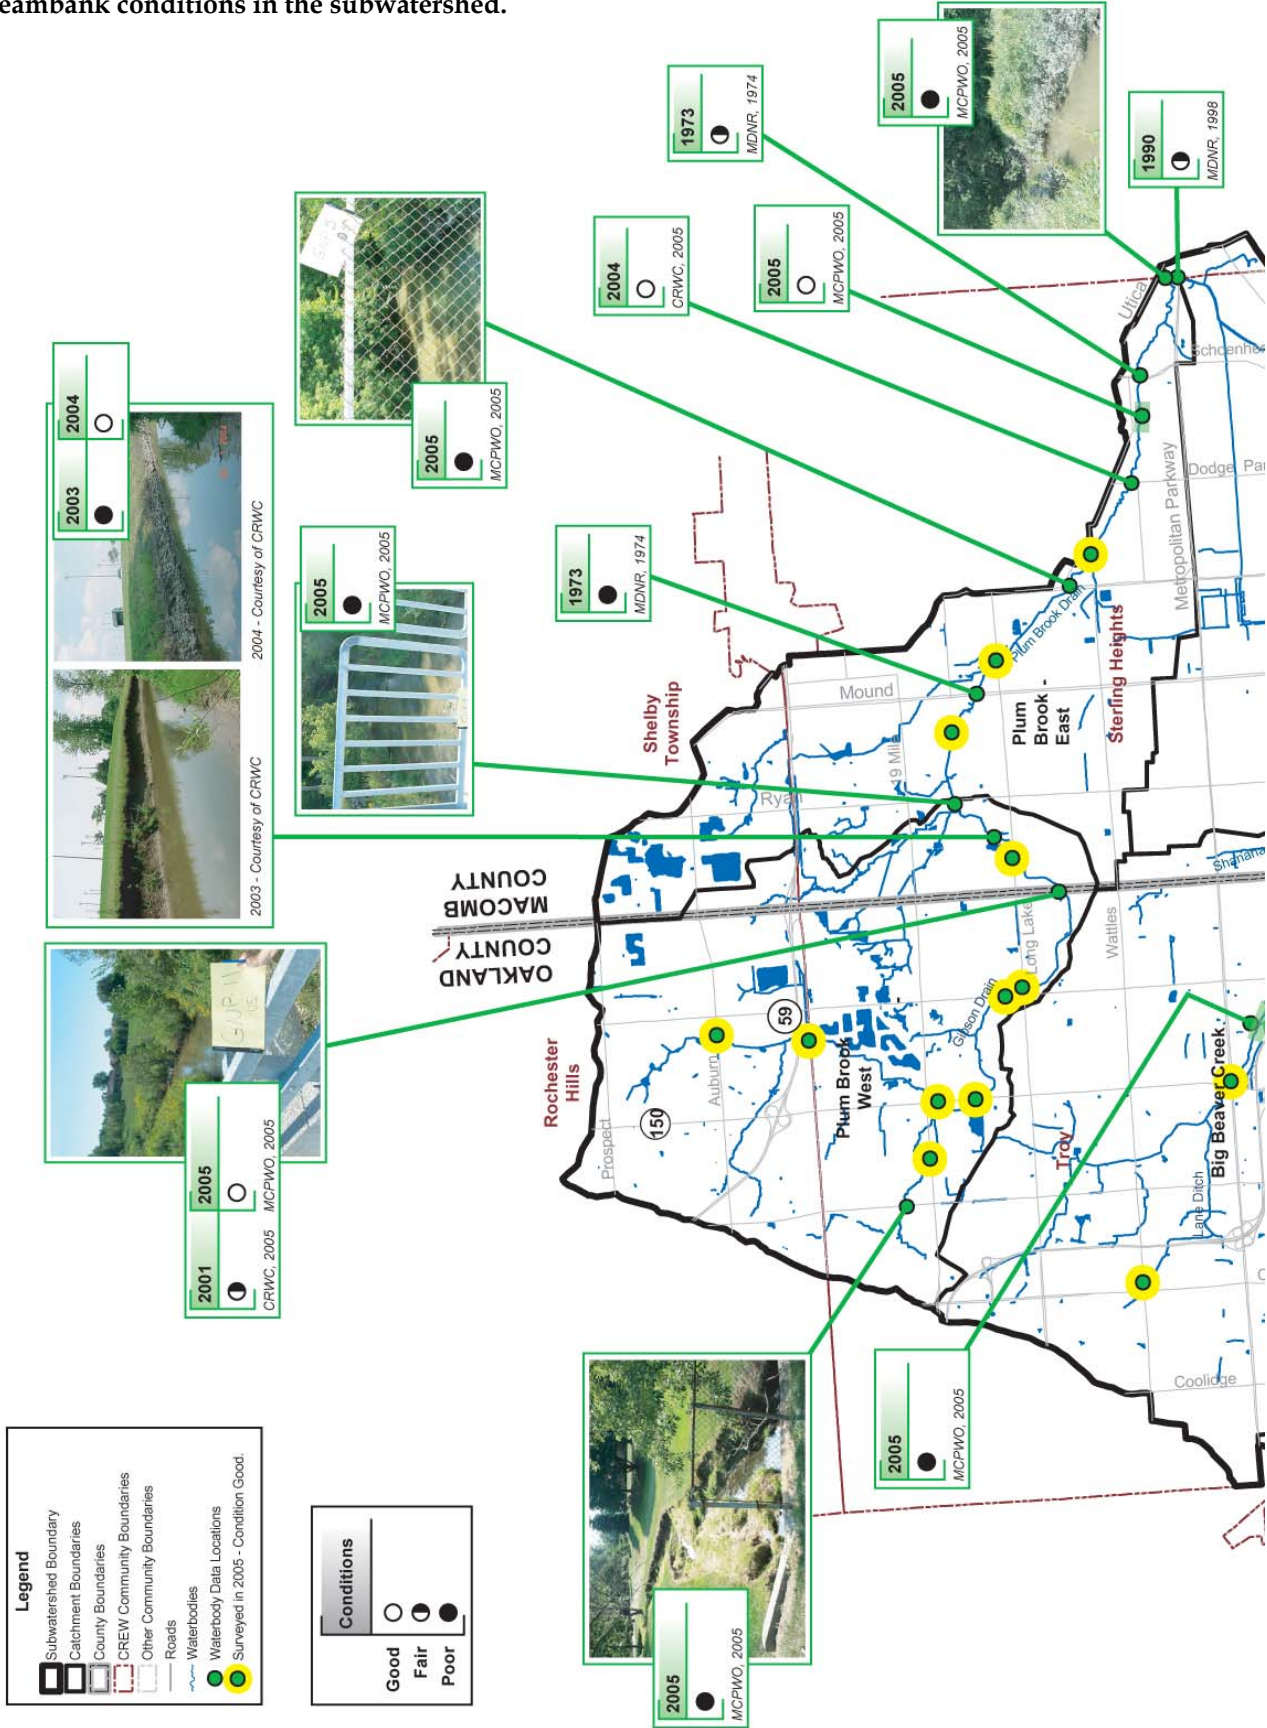 eambank conditions in the subwatershed.
Legend
Subwatershed Boundary
Catchment Boundaries
County Boundaries
CREW Community Boundaries
Other Community Boundaries
Roads
Waterbodies
Waterbody Data Locations
Surveyed in 2005 - Condition Good.
Conditions
Good
Fair
Poor
2001
2005
CRWC, 2005
MCPWO, 2005
2003
2004
2003 - Courtesy of CRWC
2004 - Courtesy of CRWC
2005
MCPWO, 2005
2005
MCPWO, 2005
1973
MDNR, 1974
2004
CRWC, 2005
2005
MCPWO, 2005
1973
MDNR, 1974
2005
MCPWO, 2005
1990
MDNR, 1998
2005
MCPWO, 2005
2005
MCPWO, 2005
OAKLAND
COUNTY
MACOMB
COUNTY
Rochester
Hills
Shelby
Township
Prospect
150
Auburn
59
Ryan
Mound
19 Mile
Plum Brook
West -
Gibson Drain
Long Lake
Plum
Brook -
East
Plum Brook Drain
Sterling Heights
Metropolitan Parkway
Utica
Wattles
Troy
Lane Ditch
Big Beaver Creek
Coolidge